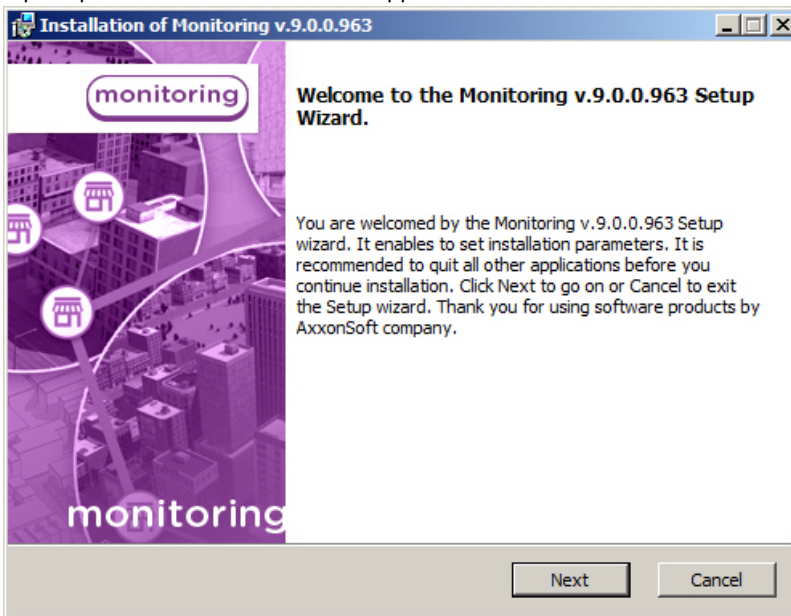 Installation of Monitoring v.9.0.0.963
monitoring
Welcome to the Monitoring v.9.0.0.963 Setup
Wizard.
You are welcomed by the Monitoring v.9.0.0.963 Setup
wizard. It enables to set installation parameters. It is
recommended to quit all other applications before you
continue installation. Click Next to go on or Cancel to exit
the Setup wizard. Thank you for using software products by
AxxonSoft company.
monitoring
Next
Cancel